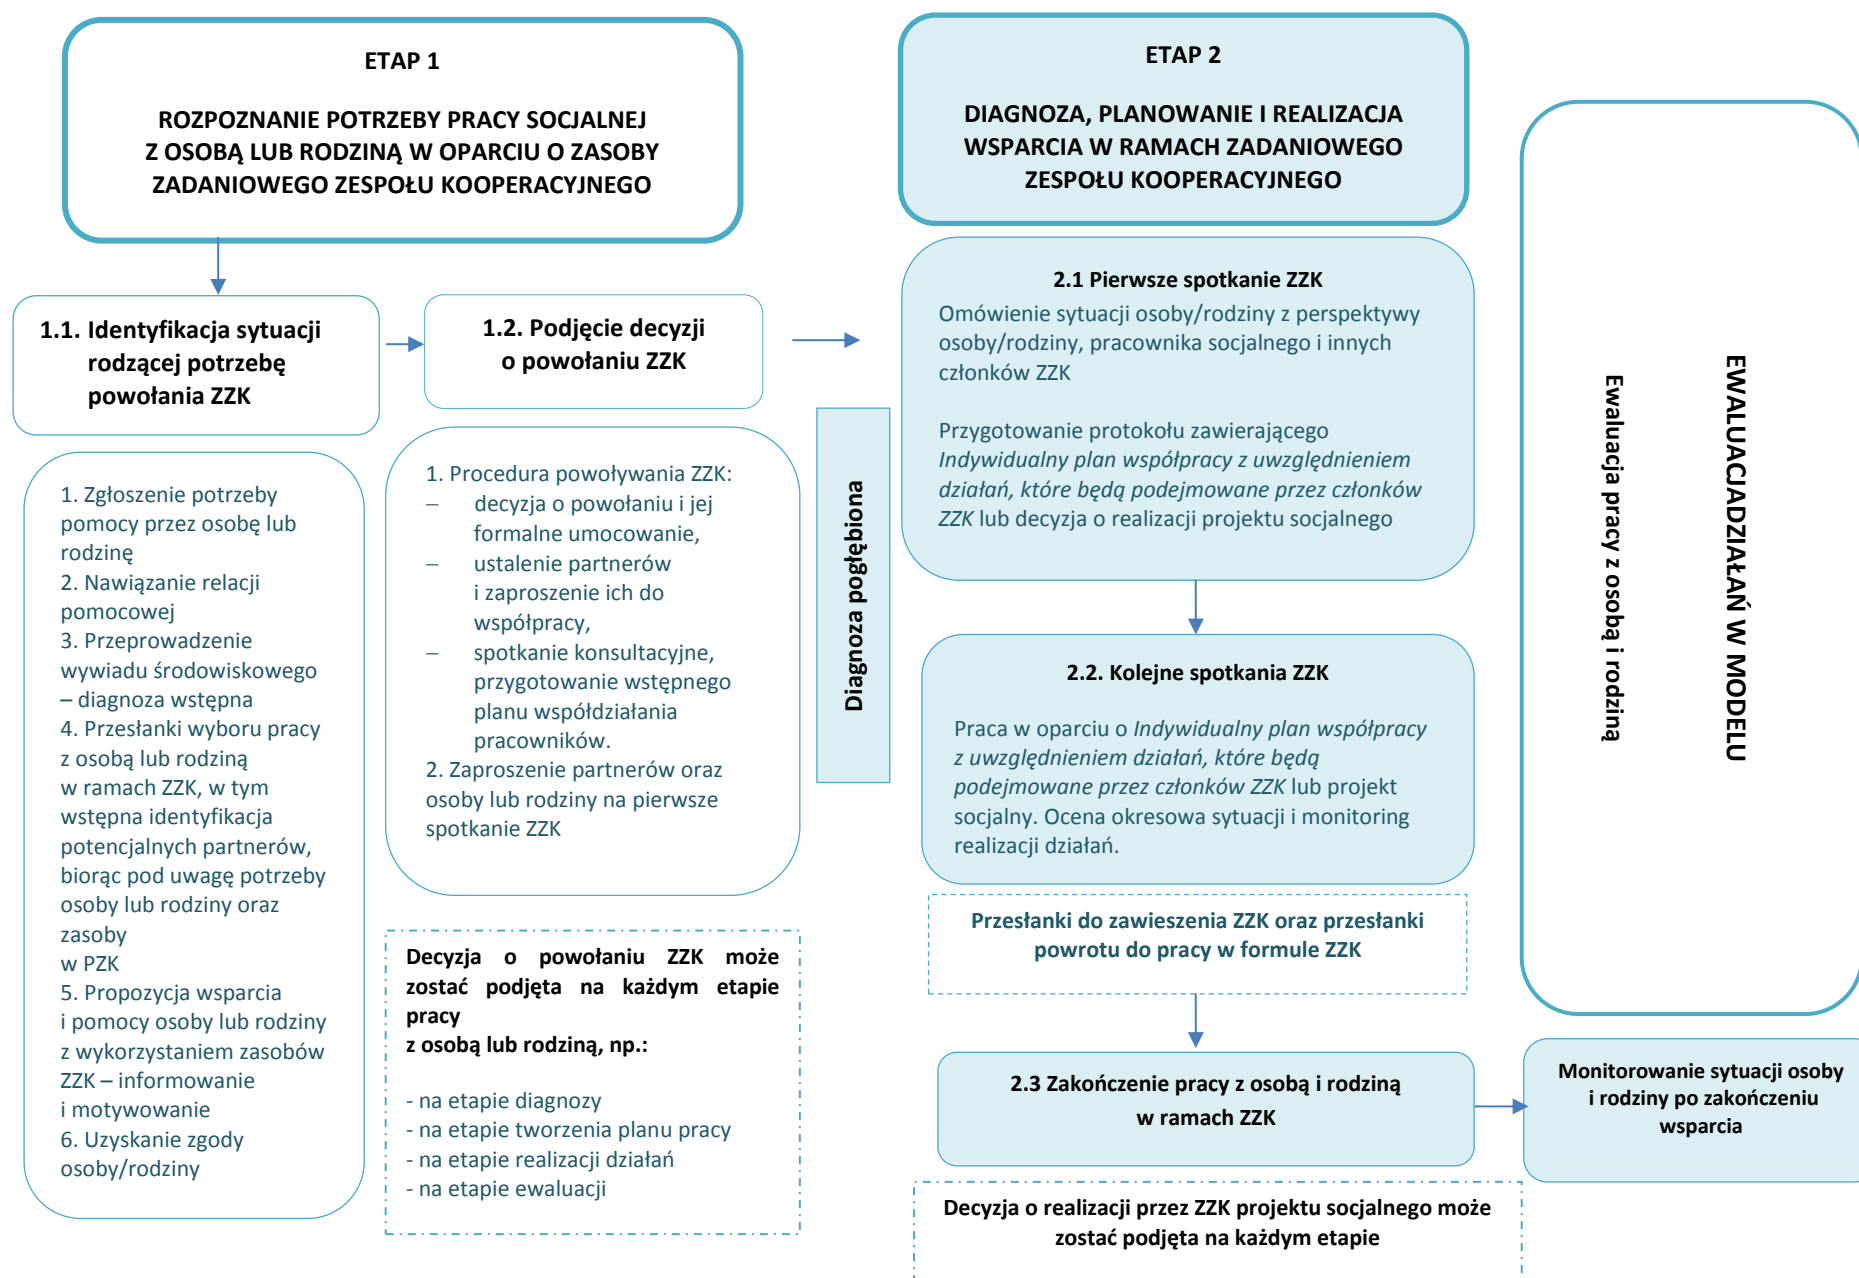 ETAP 1
ROZPOZNANIE POTRZEBY PRACY SOCJALNEJ
Z OSOBĄ LUB RODZINĄ W OPARCIU O ZASOBY
ZADANIOWEGO ZESPOŁU KOOPERACYJNEGO
1.1. Identyfikacja sytuacji
rodzącej potrzebę
powołania ZZK
1. Zgłoszenie potrzeby
pomocy przez osobę lub
rodzinę
2. Nawiązanie relacji
pomocowej
3. Przeprowadzenie
wywiadu środowiskowego
– diagnoza wstępna
4. Przesłanki wyboru pracy
z osobą lub rodziną
w ramach ZZK, w tym
wstępna identyfikacja
potencjalnych partnerów,
biorąc pod uwagę potrzeby
osoby lub rodziny oraz
zasoby
w PZK
5. Propozycja wsparcia
i pomocy osoby lub rodziny
z wykorzystaniem zasobów
ZZK – informowanie
i motywowanie
6. Uzyskanie zgody
osoby/rodziny
1.2. Podjęcie decyzji
o powołaniu ZZK
1. Procedura powoływania ZZK:
– decyzja o powołaniu i jej
formalne umocowanie,
– ustalenie partnerów
i zaproszenie ich do
współpracy,
– spotkanie konsultacyjne,
przygotowanie wstępnego
planu współdziałania
pracowników.
2. Zaproszenie partnerów oraz
osoby lub rodziny na pierwsze
spotkanie ZZK
Decyzja o powołaniu ZZK może
zostać podjęta na każdym etapie
pracy
z osobą lub rodziną, np.:
- na etapie diagnozy
- na etapie tworzenia planu pracy
- na etapie realizacji działań
- na etapie ewaluacji
Diagnoza pogłębiona
ETAP 2
DIAGNOZA, PLANOWANIE I REALIZACJA
WSPARCIA W RAMACH ZADANIOWEGO
ZESPOŁU KOOPERACYJNEGO
2.1 Pierwsze spotkanie ZZK
Omówienie sytuacji osoby/rodziny z perspektywy
osoby/rodziny, pracownika socjalnego i innych
członków ZZK
Przygotowanie protokołu zawierającego
Indywidualny plan współpracy z uwzględnieniem
działań, które będą podejmowane przez członków
ZZK lub decyzja o realizacji projektu socjalnego
2.2. Kolejne spotkania ZZK
Praca w oparciu o Indywidualny plan współpracy
z uwzględnieniem działań, które będą
podejmowane przez członków ZZK lub projekt
socjalny. Ocena okresowa sytuacji i monitoring
realizacji działań.
Przesłanki do zawieszenia ZZK oraz przesłanki
powrotu do pracy w formule ZZK
2.3 Zakończenie pracy z osobą i rodziną
w ramach ZZK
Decyzja o realizacji przez ZZK projektu socjalnego może
zostać podjęta na każdym etapie
EWALUACJADZIAŁAŃ W MODELU
Ewaluacja pracy z osobą i rodziną
Monitorowanie sytuacji osoby
i rodziny po zakończeniu
wsparcia